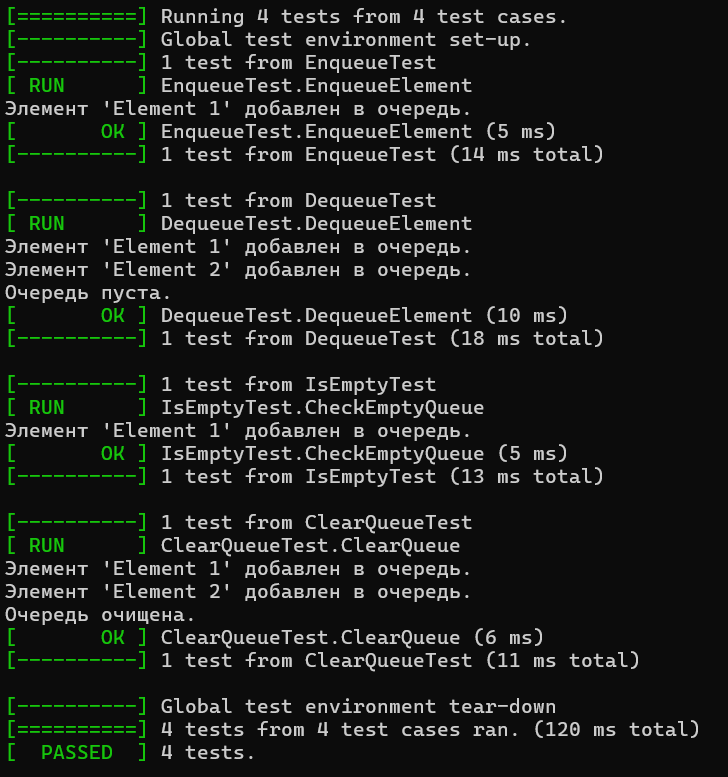 [==========] Running 4 tests from 4 test cases.
[----------] Global test environment set-up.
[----------] 1 test from EnqueueTest
[ RUN      ] EnqueueTest.EnqueueElement
Элемент 'Element 1' добавлен в очередь.
[       OK ] EnqueueTest.EnqueueElement (5 ms)
[----------] 1 test from EnqueueTest (14 ms total)

[----------] 1 test from DequeueTest
[ RUN      ] DequeueTest.DequeueElement
Элемент 'Element 1' добавлен в очередь.
Элемент 'Element 2' добавлен в очередь.
Очередь пуста.
[       OK ] DequeueTest.DequeueElement (10 ms)
[----------] 1 test from DequeueTest (18 ms total)

[----------] 1 test from IsEmptyTest
[ RUN      ] IsEmptyTest.CheckEmptyQueue
Элемент 'Element 1' добавлен в очередь.
[       OK ] IsEmptyTest.CheckEmptyQueue (5 ms)
[----------] 1 test from IsEmptyTest (13 ms total)

[----------] 1 test from ClearQueueTest
[ RUN      ] ClearQueueTest.ClearQueue
Элемент 'Element 1' добавлен в очередь.
Элемент 'Element 2' добавлен в очередь.
Очередь очищена.
[       OK ] ClearQueueTest.ClearQueue (6 ms)
[----------] 1 test from ClearQueueTest (11 ms total)

[----------] Global test environment tear-down
[==========] 4 tests from 4 test cases ran. (120 ms total)
[  PASSED  ] 4 tests.